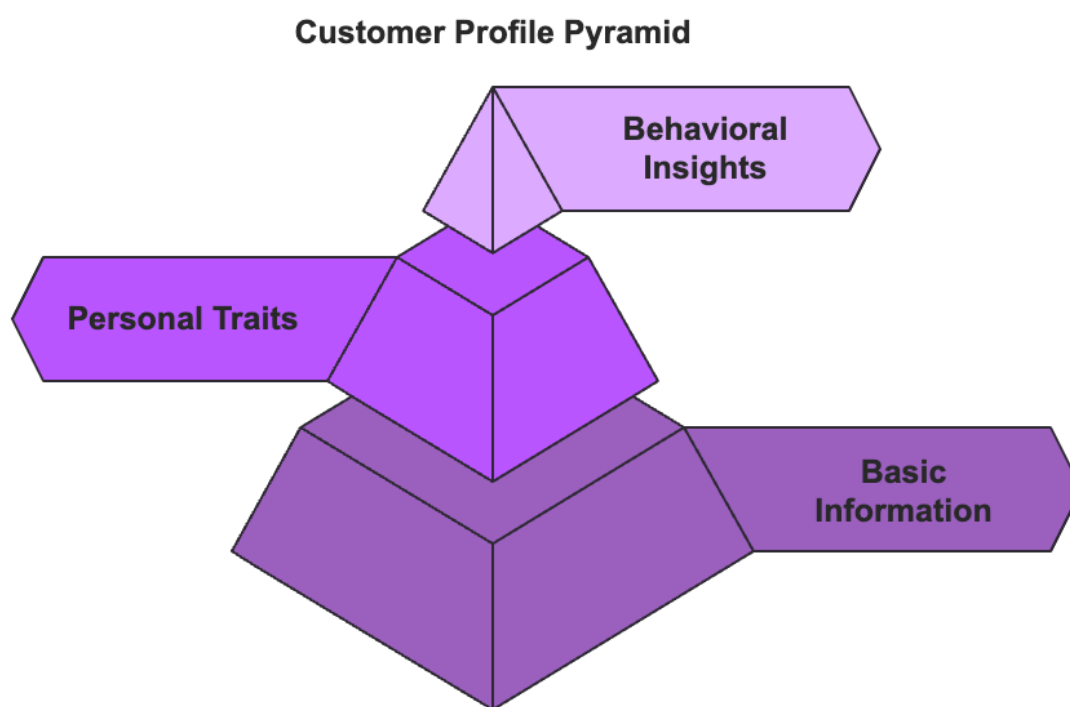 Customer Profile Pyramid
Behavioral
Insights
Personal Traits
Basic
Information